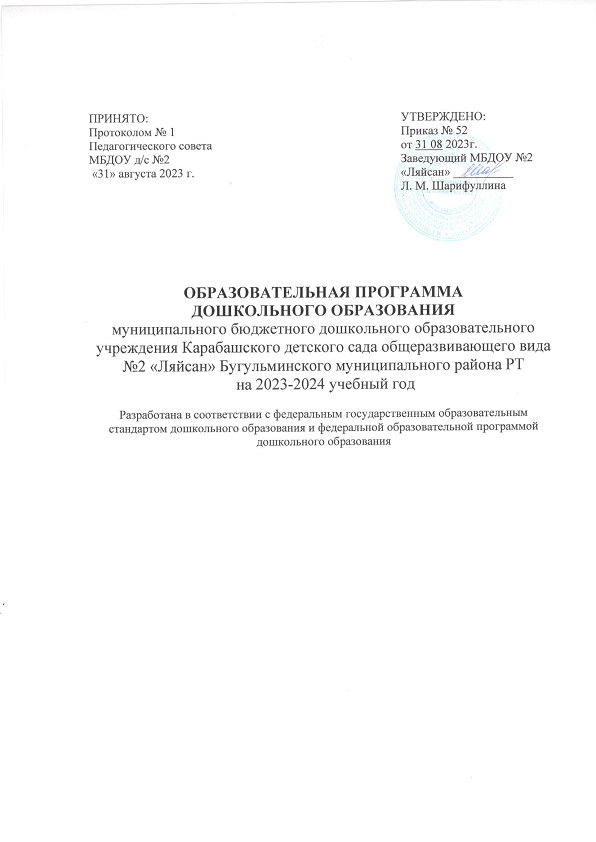 ПРИНЯТО:
Протоколом № 1
Педагогического совета
МБДОУ д/с №2
«31» августа 2023 г.
УТВЕРЖДЕНО:
Приказ № 52
от 31 08 2023г.
Заведующий МБДОУ №2
«Ляйсан» ____________
Л. М. Шарифуллина
ОБРАЗОВАТЕЛЬНАЯ ПРОГРАММА
ДОШКОЛЬНОГО ОБРАЗОВАНИЯ
муниципального бюджетного дошкольного образовательного
учреждения Карабашского детского сада общеразвивающего вида
№2 «Ляйсан» Бугульминского муниципального района РТ
на 2023-2024 учебный год
Разработана в соответствии с федеральным государственным образовательным
стандартом дошкольного образования и федеральной образовательной программой
дошкольного образования